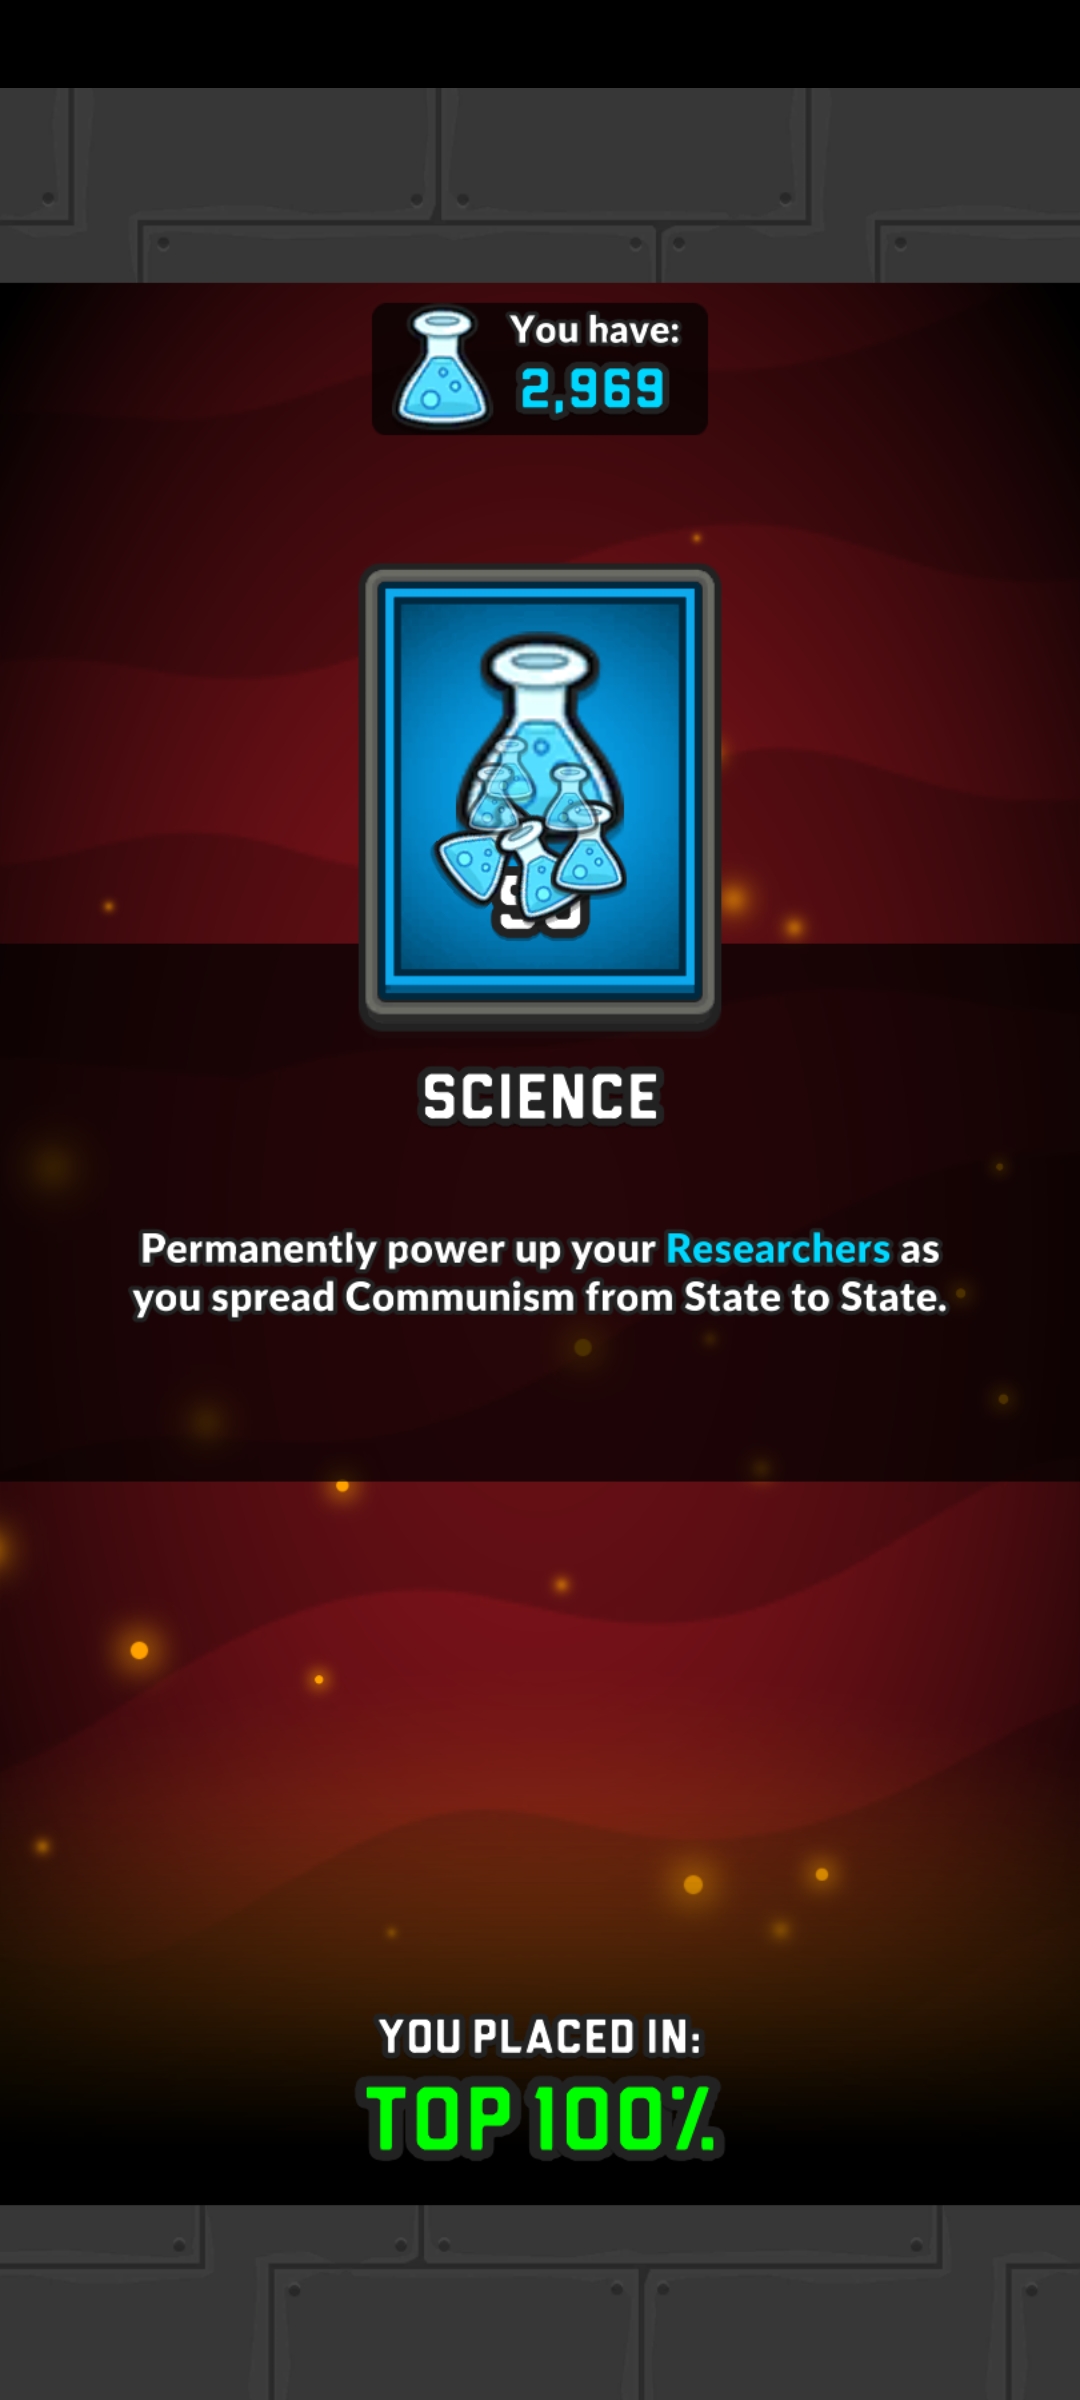 You have:
2,969
SCIENCE
Permanently power up your Researchers as
you spread Communism from State to State.
YOU PLACED IN:
TOP 100%